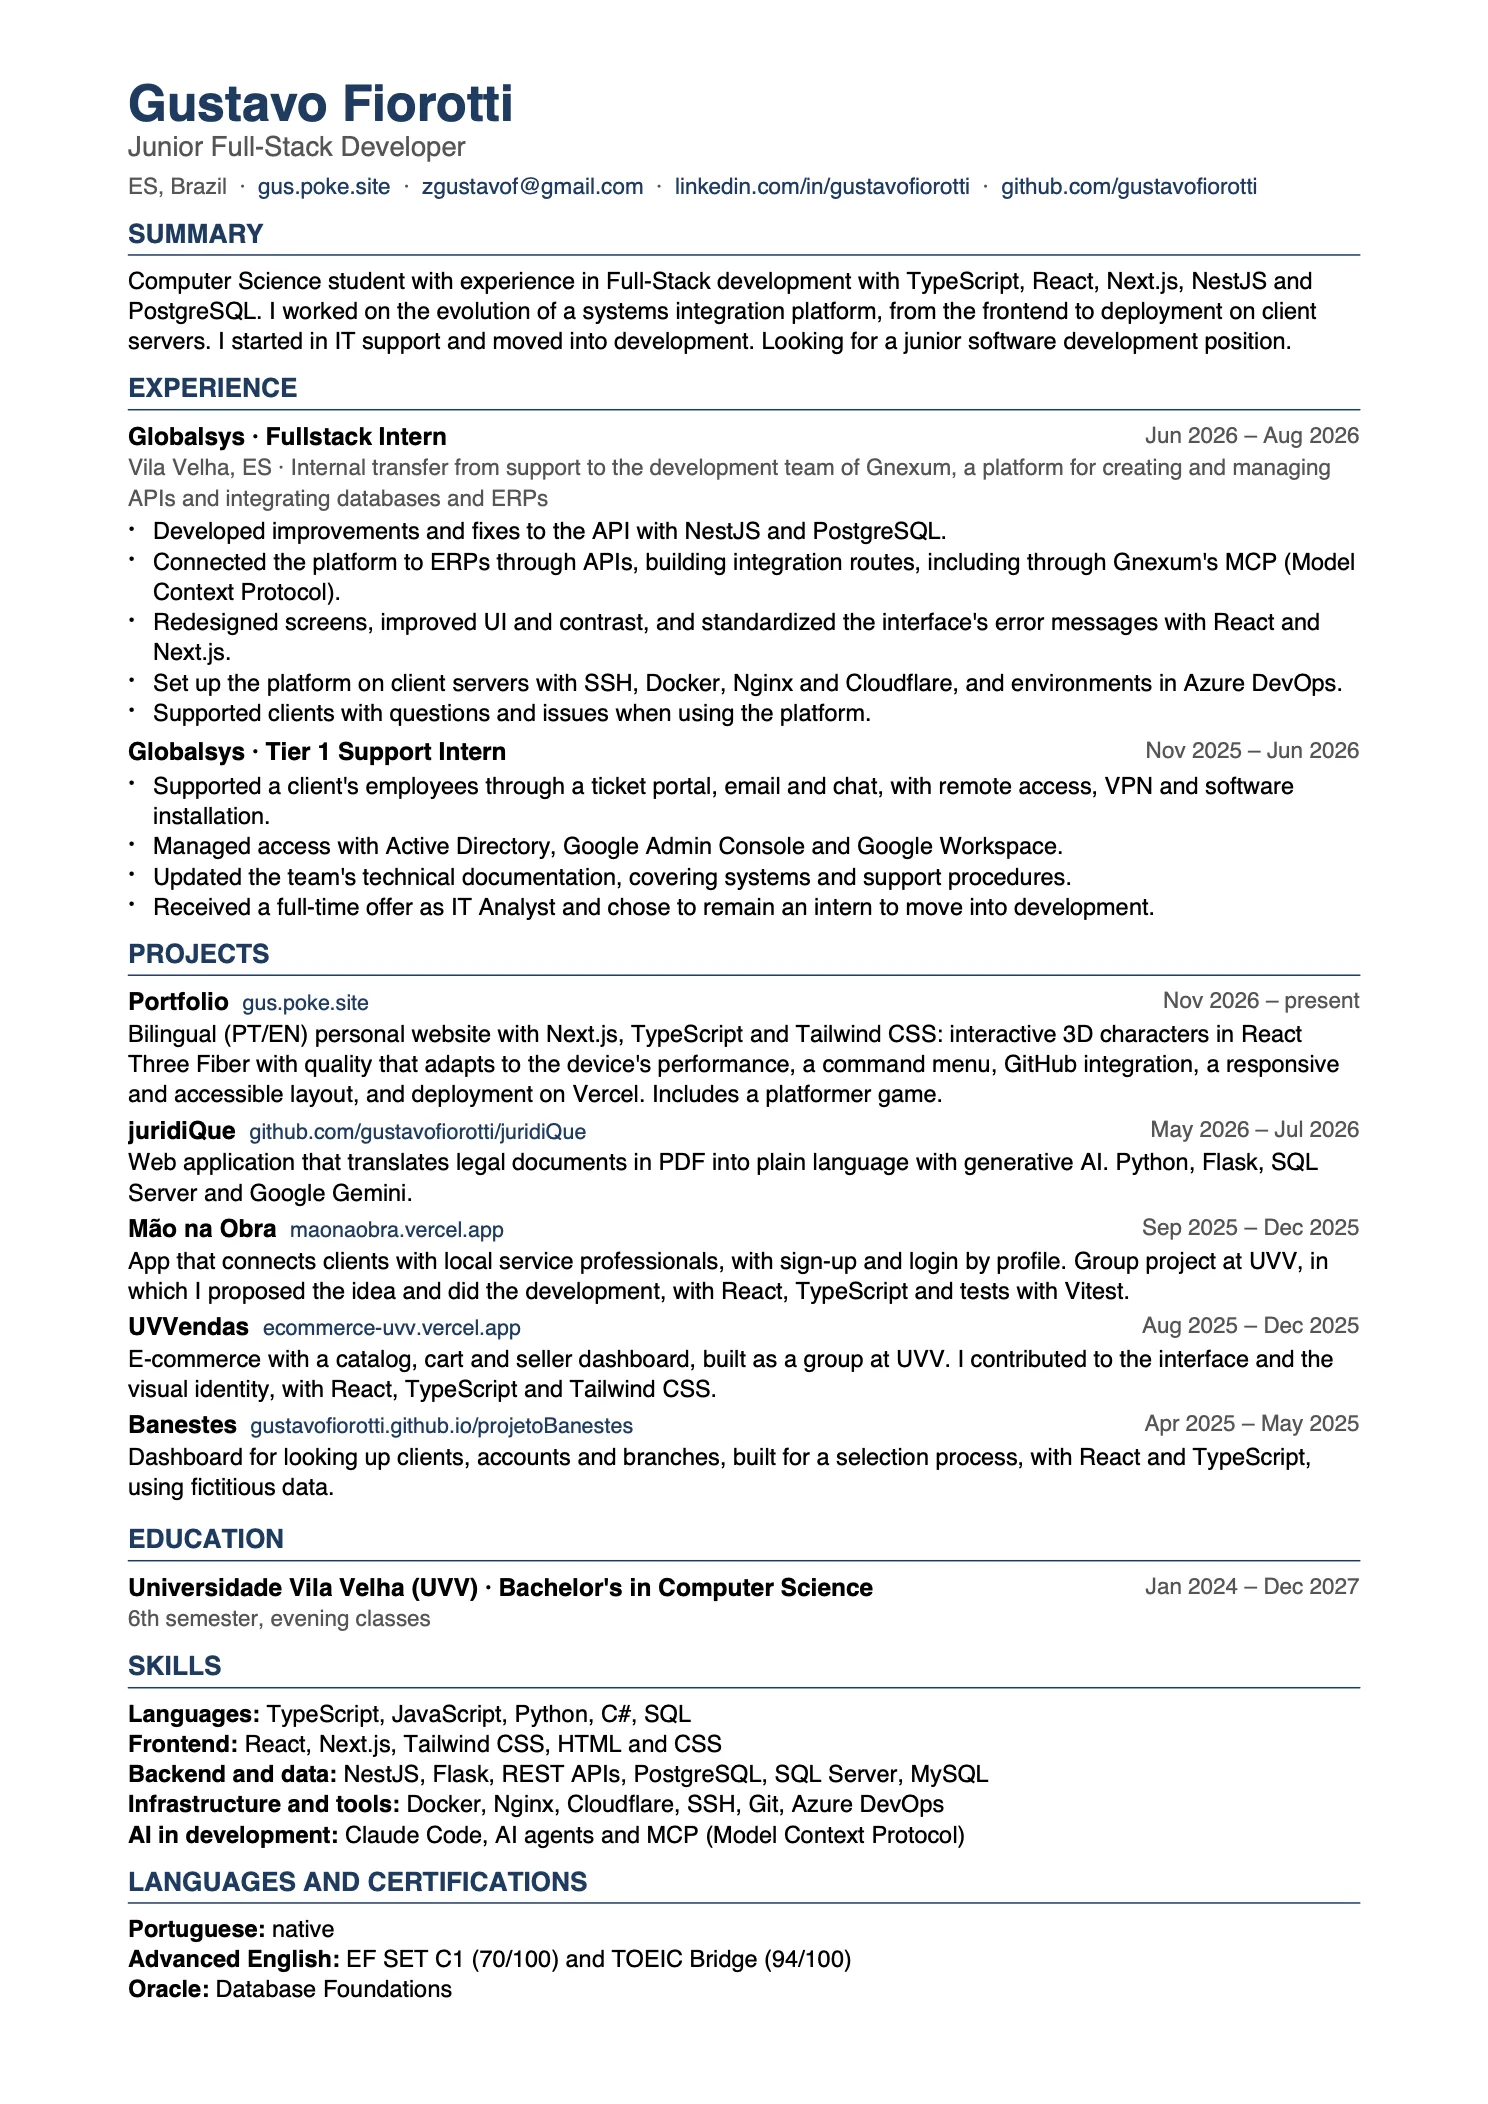 Gustavo Fiorotti
Junior Full-Stack Developer
ES, Brazil · gus.poke.site · zgustavof@gmail.com · linkedin.com/in/gustavofiorotti · github.com/gustavofiorotti
SUMMARY
Computer Science student with experience in Full-Stack development with TypeScript, React, Next.js, NestJS and
PostgreSQL. I worked on the evolution of a systems integration platform, from the frontend to deployment on client
servers. I started in IT support and moved into development. Looking for a junior software development position.
EXPERIENCE
Globalsys · Fullstack Intern Jun 2026 – Aug 2026
Vila Velha, ES · Internal transfer from support to the development team of Gnexum, a platform for creating and managing
APIs and integrating databases and ERPs
• Developed improvements and fixes to the API with NestJS and PostgreSQL.
• Connected the platform to ERPs through APIs, building integration routes, including through Gnexum's MCP (Model
Context Protocol).
• Redesigned screens, improved UI and contrast, and standardized the interface's error messages with React and
Next.js.
• Set up the platform on client servers with SSH, Docker, Nginx and Cloudflare, and environments in Azure DevOps.
• Supported clients with questions and issues when using the platform.
Globalsys · Tier 1 Support Intern Nov 2025 – Jun 2026
• Supported a client's employees through a ticket portal, email and chat, with remote access, VPN and software
installation.
• Managed access with Active Directory, Google Admin Console and Google Workspace.
• Updated the team's technical documentation, covering systems and support procedures.
• Received a full-time offer as IT Analyst and chose to remain an intern to move into development.
PROJECTS
Portfolio gus.poke.site Nov 2026 – present
Bilingual (PT/EN) personal website with Next.js, TypeScript and Tailwind CSS: interactive 3D characters in React
Three Fiber with quality that adapts to the device's performance, a command menu, GitHub integration, a responsive
and accessible layout, and deployment on Vercel. Includes a platformer game.
juridiQue github.com/gustavofiorotti/juridiQue May 2026 – Jul 2026
Web application that translates legal documents in PDF into plain language with generative AI. Python, Flask, SQL
Server and Google Gemini.
Mão na Obra maonaobra.vercel.app Sep 2025 – Dec 2025
App that connects clients with local service professionals, with sign-up and login by profile. Group project at UVV, in
which I proposed the idea and did the development, with React, TypeScript and tests with Vitest.
UVVendas ecommerce-uvv.vercel.app Aug 2025 – Dec 2025
E-commerce with a catalog, cart and seller dashboard, built as a group at UVV. I contributed to the interface and the
visual identity, with React, TypeScript and Tailwind CSS.
Banestes gustavofiorotti.github.io/projetoBanestes Apr 2025 – May 2025
Dashboard for looking up clients, accounts and branches, built for a selection process, with React and TypeScript,
using fictitious data.
EDUCATION
Universidade Vila Velha (UVV) · Bachelor's in Computer Science Jan 2024 – Dec 2027
6th semester, evening classes
SKILLS
Languages: TypeScript, JavaScript, Python, C#, SQL
Frontend: React, Next.js, Tailwind CSS, HTML and CSS
Backend and data: NestJS, Flask, REST APIs, PostgreSQL, SQL Server, MySQL
Infrastructure and tools: Docker, Nginx, Cloudflare, SSH, Git, Azure DevOps
AI in development: Claude Code, AI agents and MCP (Model Context Protocol)
LANGUAGES AND CERTIFICATIONS
Portuguese: native
Advanced English: EF SET C1 (70/100) and TOEIC Bridge (94/100)
Oracle: Database Foundations